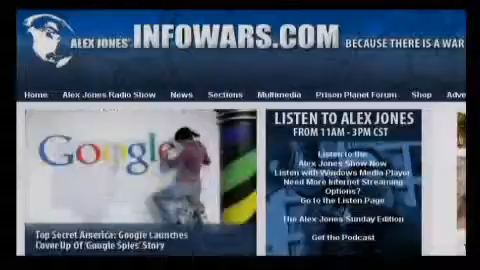 ALEX JONES' INFOWARS.COM BECAUSE THERE IS A WAR
Home Alex Jones Radio Show News Sections Multimedia Prison Planet Forum Shop Adve
Google
LISTEN TO ALEX JONES
FROM 11AM - 3PM CST
Listen to the
Alex Jones Show Now
Listen with Windows Media Player
Need More Internet Streaming
Options?
Go to the Listen Page
The Alex Jones Sunday Edition
Get the Podcast
Top Secret America: Google Launches
Cover Up Of 'Google Spies' Story